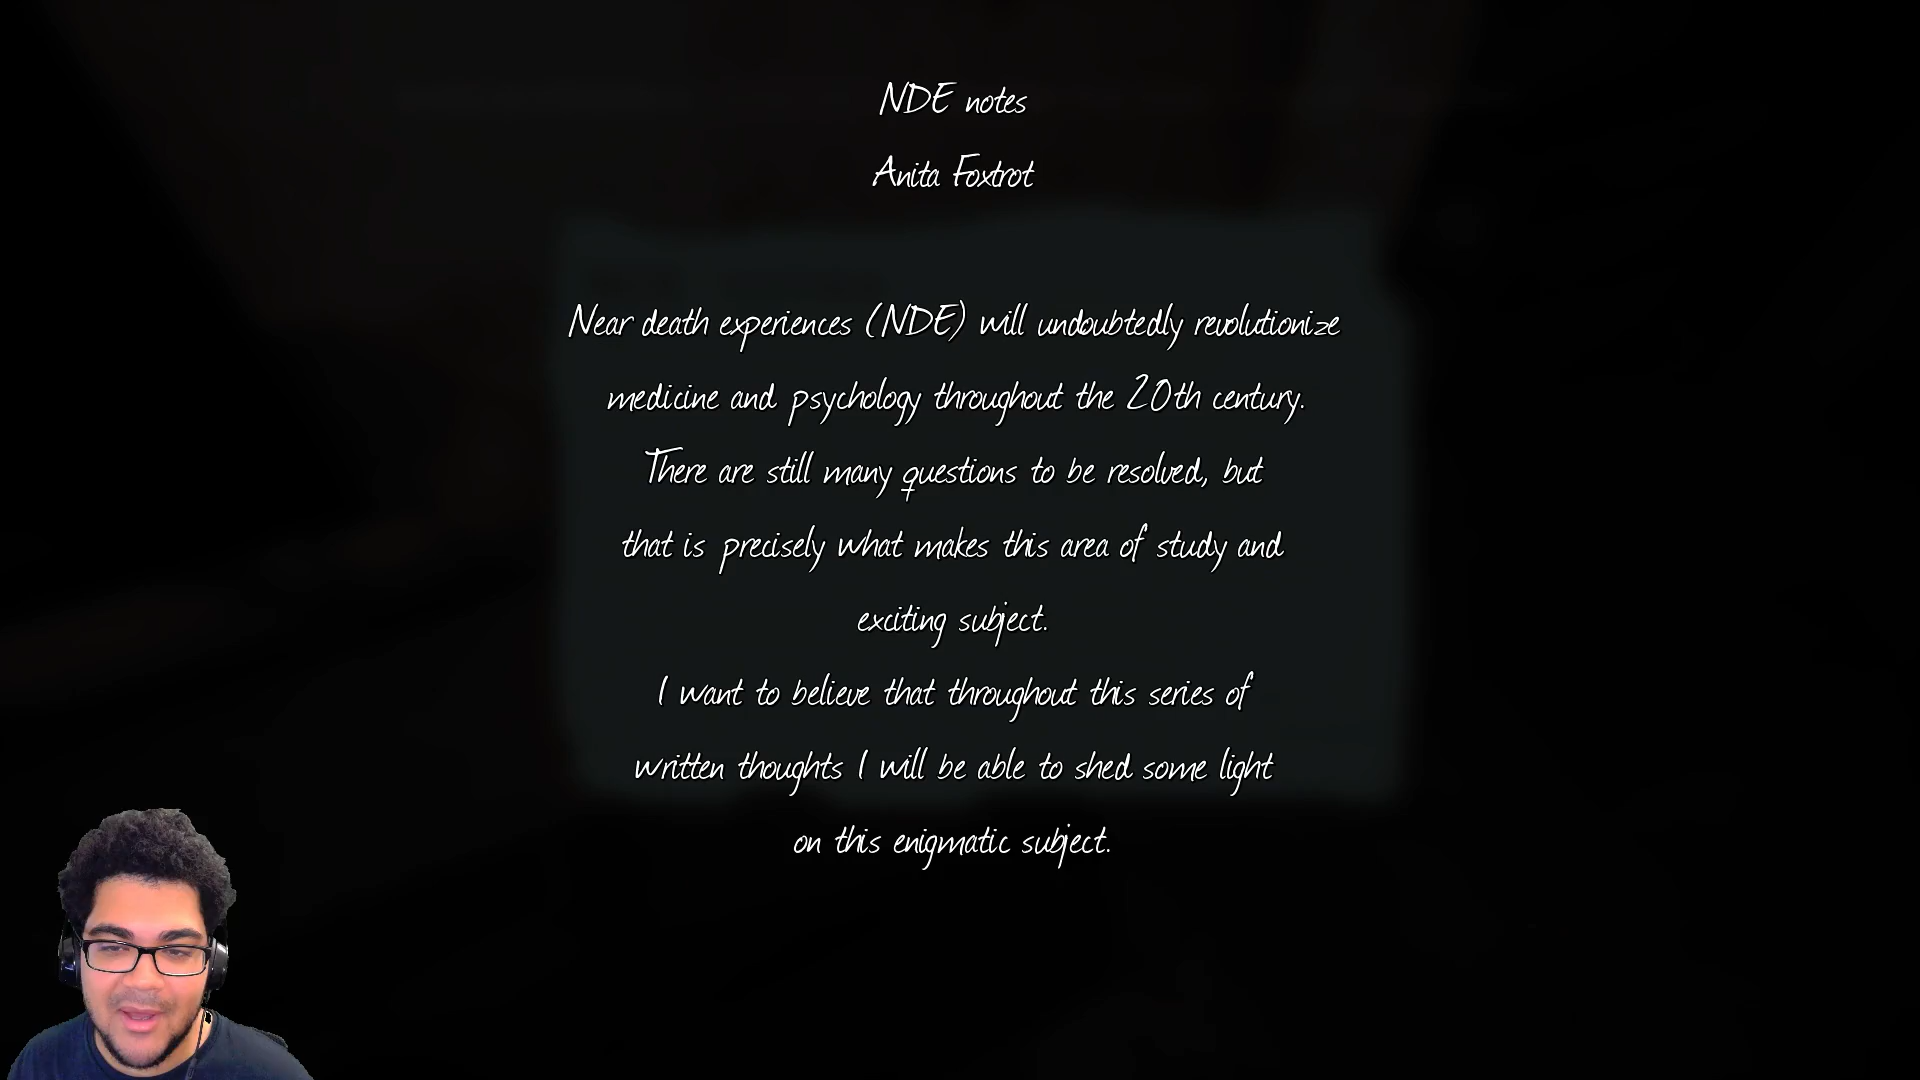 NDE notes
Anita Foxtrot
Near death experiences (NDE) will undoubtedly revolutionize
medicine and psychology throughout the 20th century.
There are still many questions to be resolved, but
that is precisely what makes this area of study and
exciting subject.
I want to believe that throughout this series of
written thoughts I will be able to shed some light
on this enigmatic subject.